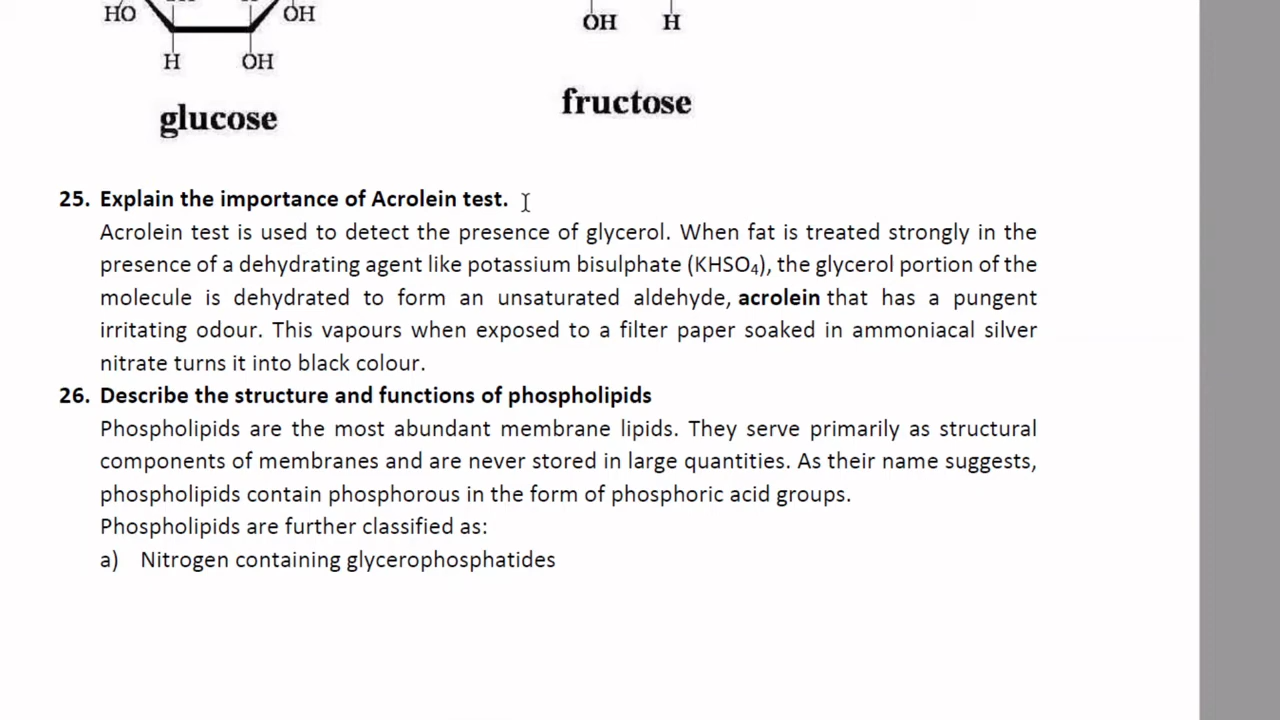 HO
OH
OH
H
H
OH
fructose
glucose
25. Explain the importance of Acrolein test.
Acrolein test is used to detect the presence of glycerol. When fat is treated strongly in the
presence of a dehydrating agent like potassium bisulphate (KHSO₄), the glycerol portion of the
molecule is dehydrated to form an unsaturated aldehyde, acrolein that has a pungent
irritating odour. This vapours when exposed to a filter paper soaked in ammoniacal silver
nitrate turns it into black colour.
26. Describe the structure and functions of phospholipids
Phospholipids are the most abundant membrane lipids. They serve primarily as structural
components of membranes and are never stored in large quantities. As their name suggests,
phospholipids contain phosphorous in the form of phosphoric acid groups.
Phospholipids are further classified as:
a) Nitrogen containing glycerophosphatides